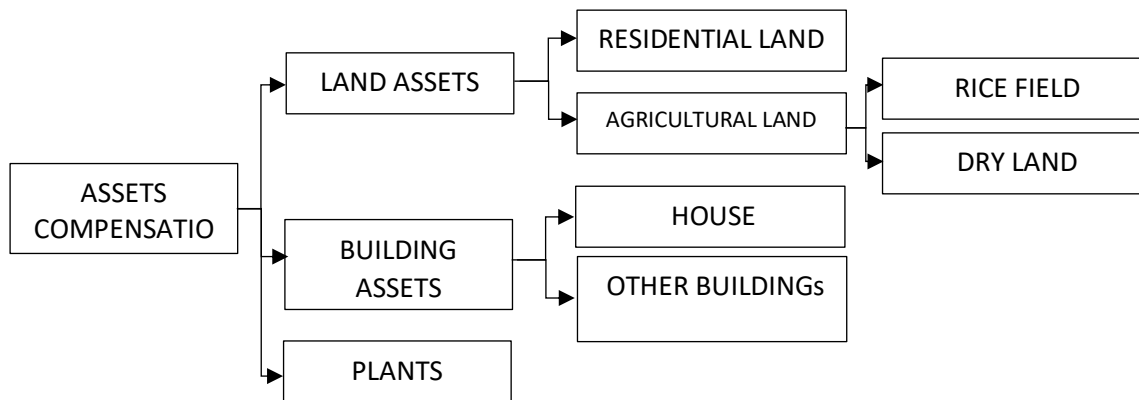 RESIDENTIAL LAND
LAND ASSETS
AGRICULTURAL LAND
RICE FIELD
DRY LAND
ASSETS
COMPENSATIO
HOUSE
BUILDING
ASSETS
OTHER BUILDINGs
PLANTS